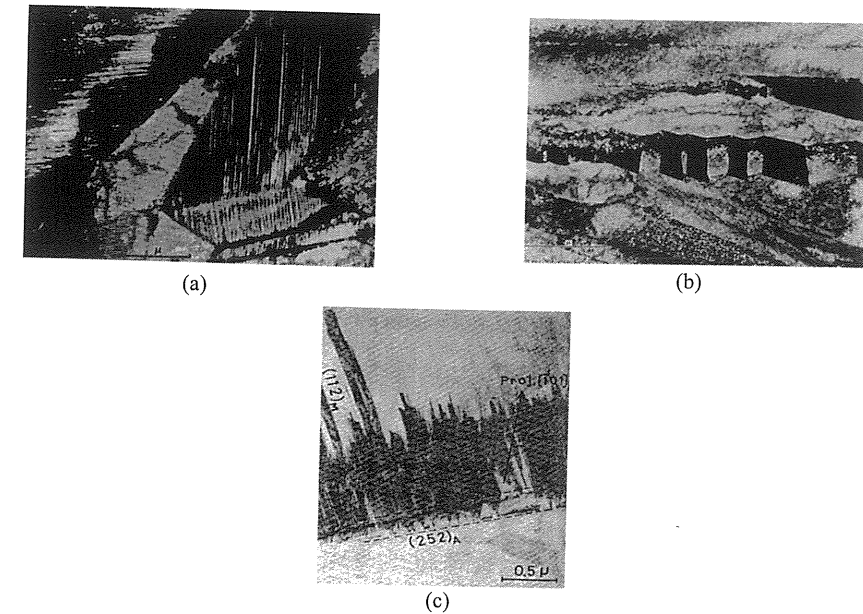 μ
(a)
(b)
(112)M
Proj.[101]
(252)A
0.5 μ
(c)